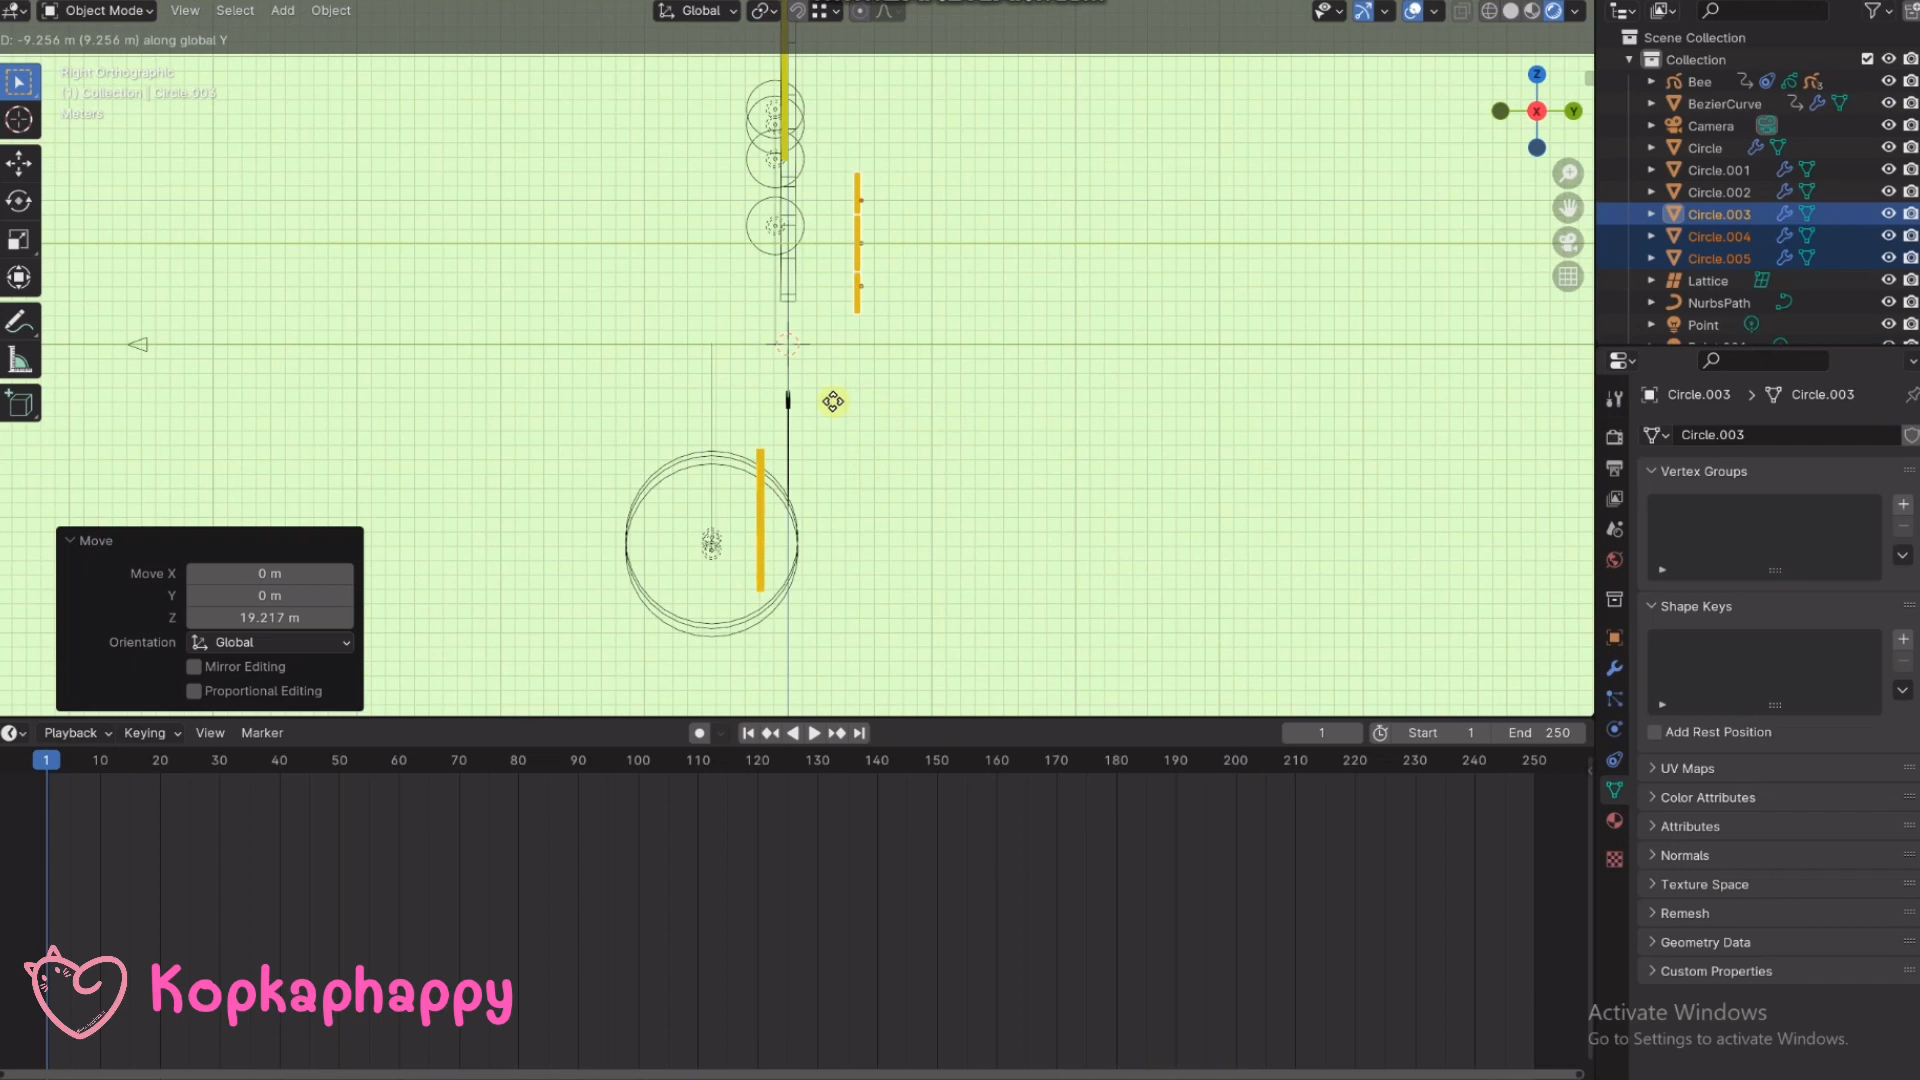 Object Mode View Select Add Object Global
D: -9.256 m (9.256 m) along global Y
Right Orthographic
(1) Collection | Circle.003
Meters
Z
X
Y
Move
Move X 0 m
Y 0 m
Z 19.217 m
Orientation Global
Mirror Editing
Proportional Editing
Playback Keying View Marker 1 Start 1 End 250
1 10 20 30 40 50 60 70 80 90 100 110 120 130 140 150 160 170 180 190 200 210 220 230 240 250
Scene Collection
Collection
Bee
BezierCurve
Camera
Circle
Circle.001
Circle.002
Circle.003
Circle.004
Circle.005
Lattice
NurbsPath
Point
Circle.003 Circle.003
Circle.003
Vertex Groups
Shape Keys
Add Rest Position
UV Maps
Color Attributes
Attributes
Normals
Texture Space
Remesh
Geometry Data
Custom Properties
Kopkaphappy
Activate Windows
Go to Settings to activate Windows.